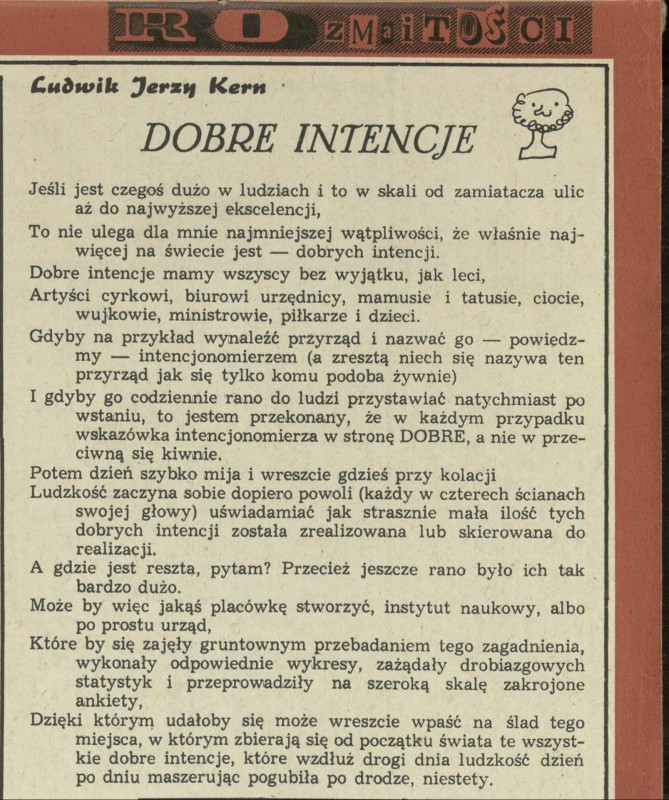 ROzMaiTOŚCI
Ludwik Jerzy Kern
DOBRE INTENCJE
Jeśli jest czegoś dużo w ludziach i to w skali od zamiatacza ulic
aż do najwyższej ekscelencji,
To nie ulega dla mnie najmniejszej wątpliwości, że właśnie naj-
więcej na świecie jest — dobrych intencji.
Dobre intencje mamy wszyscy bez wyjątku, jak leci,
Artyści cyrkowi, biurowi urzędnicy, mamusie i tatusie, ciocie,
wujkowie, ministrowie, piłkarze i dzieci.
Gdyby na przykład wynaleźć przyrząd i nazwać go — powiedz-
my — intencjonomierzem (a zresztą niech się nazywa ten
przyrząd jak się tylko komu podoba żywnie)
I gdyby go codziennie rano do ludzi przystawiać natychmiast po
wstaniu, to jestem przekonany, że w każdym przypadku
wskazówka intencjonomierza w stronę DOBRE, a nie w prze-
ciwną się kiwnie.
Potem dzień szybko mija i wreszcie gdzieś przy kolacji
Ludzkość zaczyna sobie dopiero powoli (każdy w czterech ścianach
swojej głowy) uświadamiać jak strasznie mała ilość tych
dobrych intencji została zrealizowana lub skierowana do
realizacji.
A gdzie jest reszta, pytam? Przecież jeszcze rano było ich tak
bardzo dużo.
Może by więc jakąś placówkę stworzyć, instytut naukowy, albo
po prostu urząd,
Które by się zajęły gruntownym przebadaniem tego zagadnienia,
wykonały odpowiednie wykresy, zażądały drobiazgowych
statystyk i przeprowadziły na szeroką skalę zakrojone
ankiety,
Dzięki którym udałoby się może wreszcie wpaść na ślad tego
miejsca, w którym zbierają się od początku świata te wszyst-
kie dobre intencje, które wzdłuż drogi dnia ludzkość dzień
po dniu maszerując pogubiła po drodze, niestety.